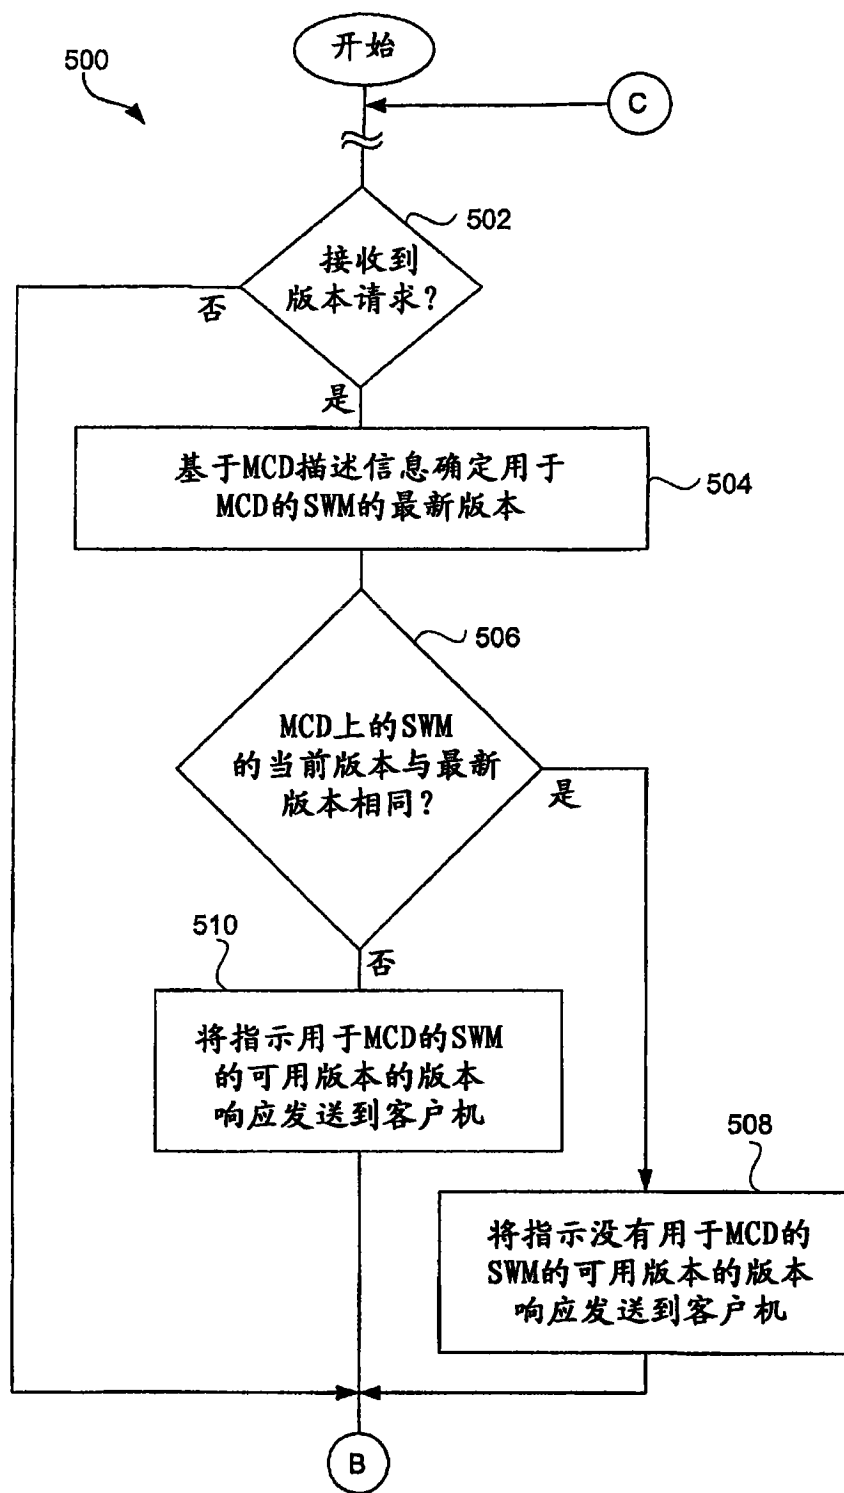 开始
500
C
502
接收到
版本请求?
否
是
基于MCD描述信息确定用于
MCD的SWM的最新版本
504
506
MCD上的SWM
的当前版本与最新
版本相同?
是
510
否
将指示用于MCD的SWM
的可用版本的版本
响应发送到客户机
508
将指示没有用于MCD的
SWM的可用版本的版本
响应发送到客户机
B